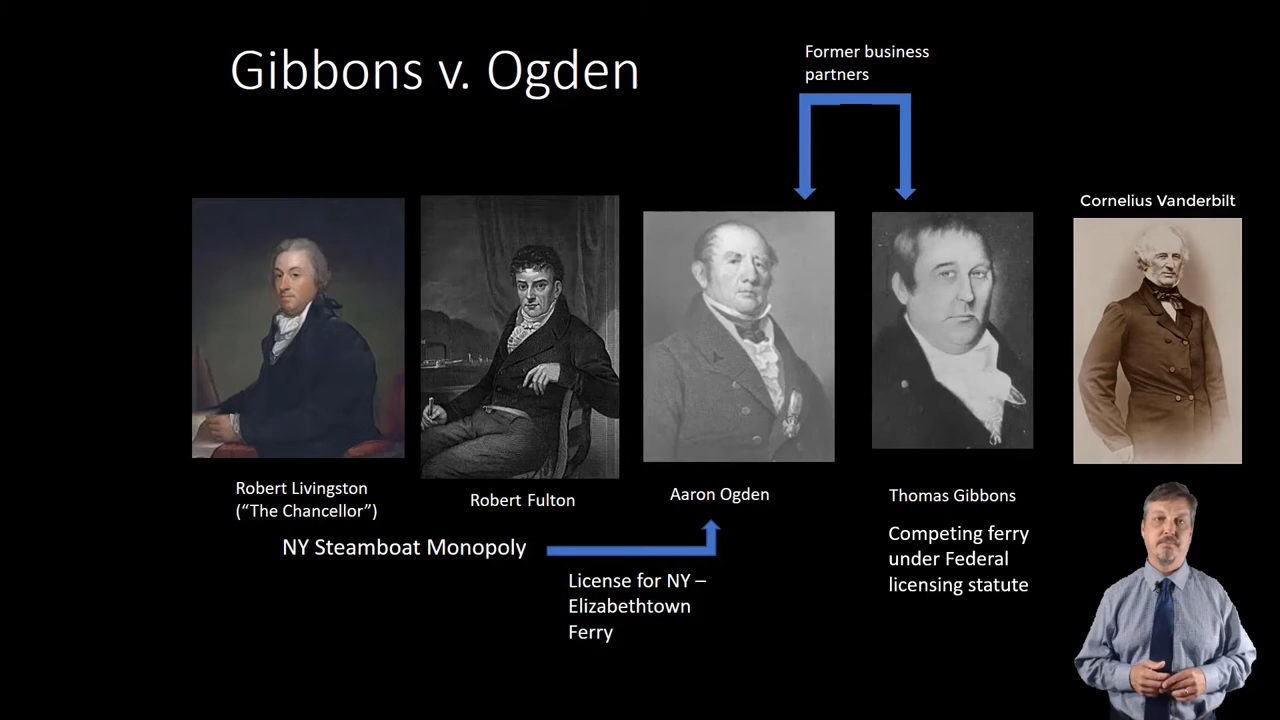 Gibbons v. Ogden
Former business
partners
Cornelius Vanderbilt
Robert Livingston
(“The Chancellor”)
Robert Fulton
Aaron Ogden
Thomas Gibbons
NY Steamboat Monopoly
License for NY –
Elizabethtown
Ferry
Competing ferry
under Federal
licensing statute